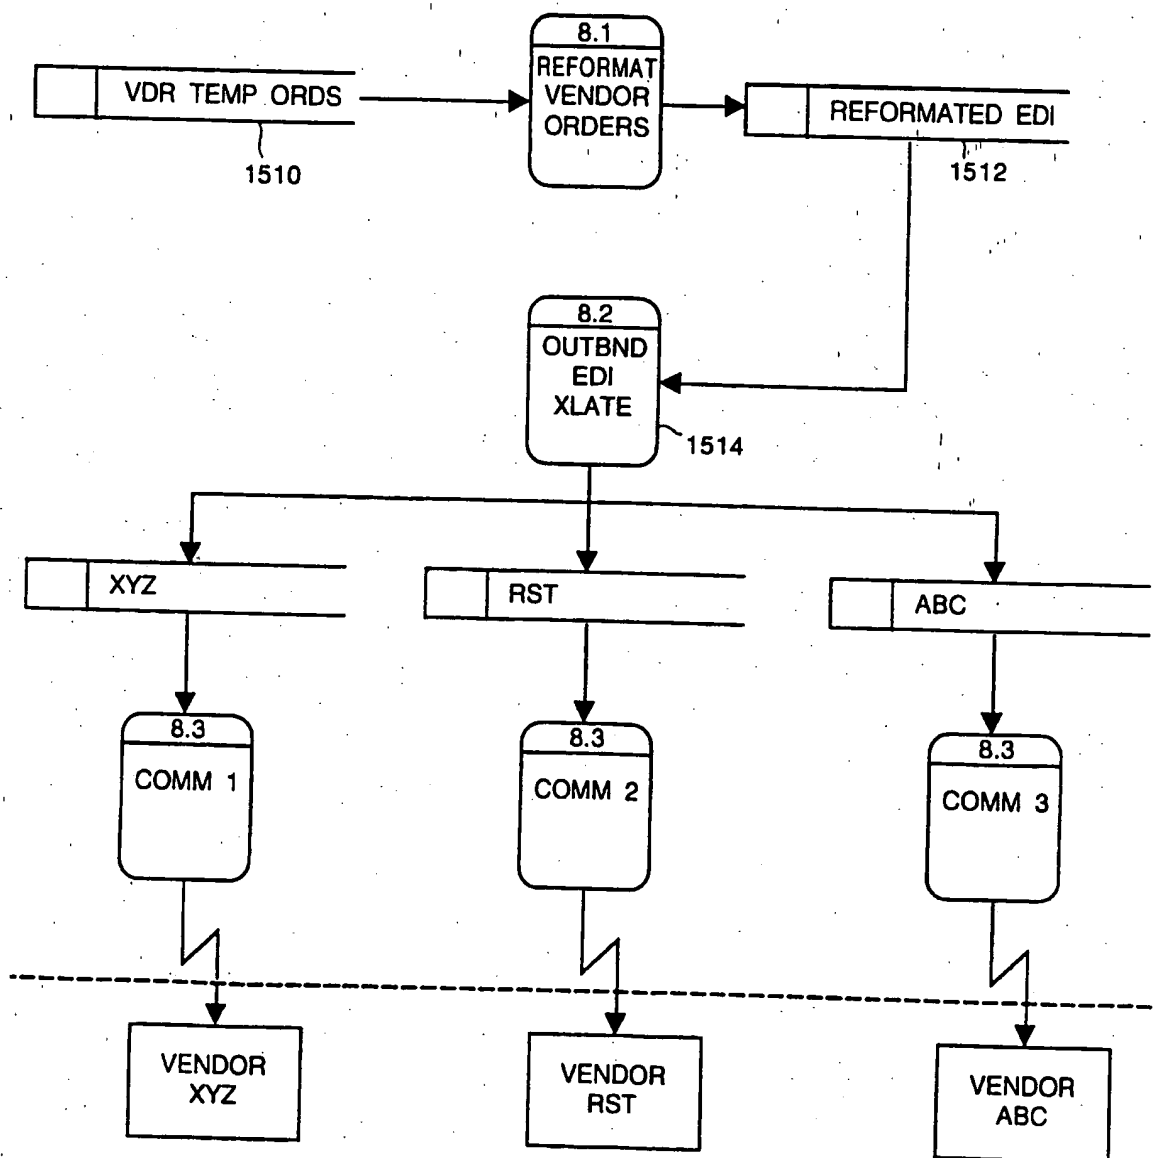 8.1
REFORMAT
VENDOR
ORDERS
VDR TEMP ORDS
1510
REFORMATED EDI
1512
8.2
OUTBND
EDI
XLATE
1514
XYZ
RST
ABC
8.3
COMM 1
8.3
COMM 2
8.3
COMM 3
VENDOR
XYZ
VENDOR
RST
VENDOR
ABC